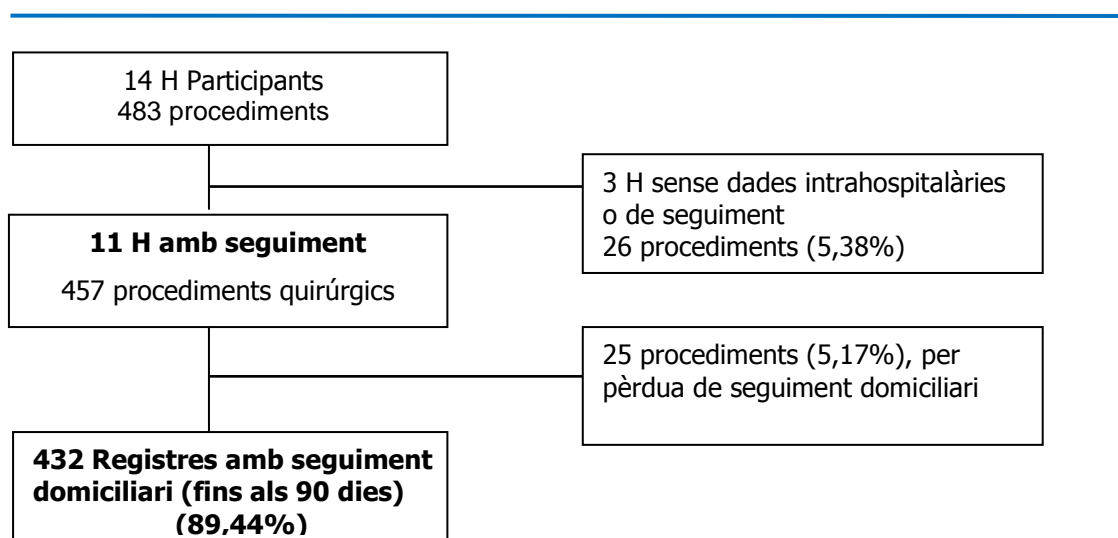 14 H Participants
483 procediments
3 H sense dades intrahospitalàries
o de seguiment
26 procediments (5,38%)
11 H amb seguiment
457 procediments quirúrgics
25 procediments (5,17%), per
pèrdua de seguiment domiciliari
432 Registres amb seguiment
domiciliari (fins als 90 dies)
(89,44%)